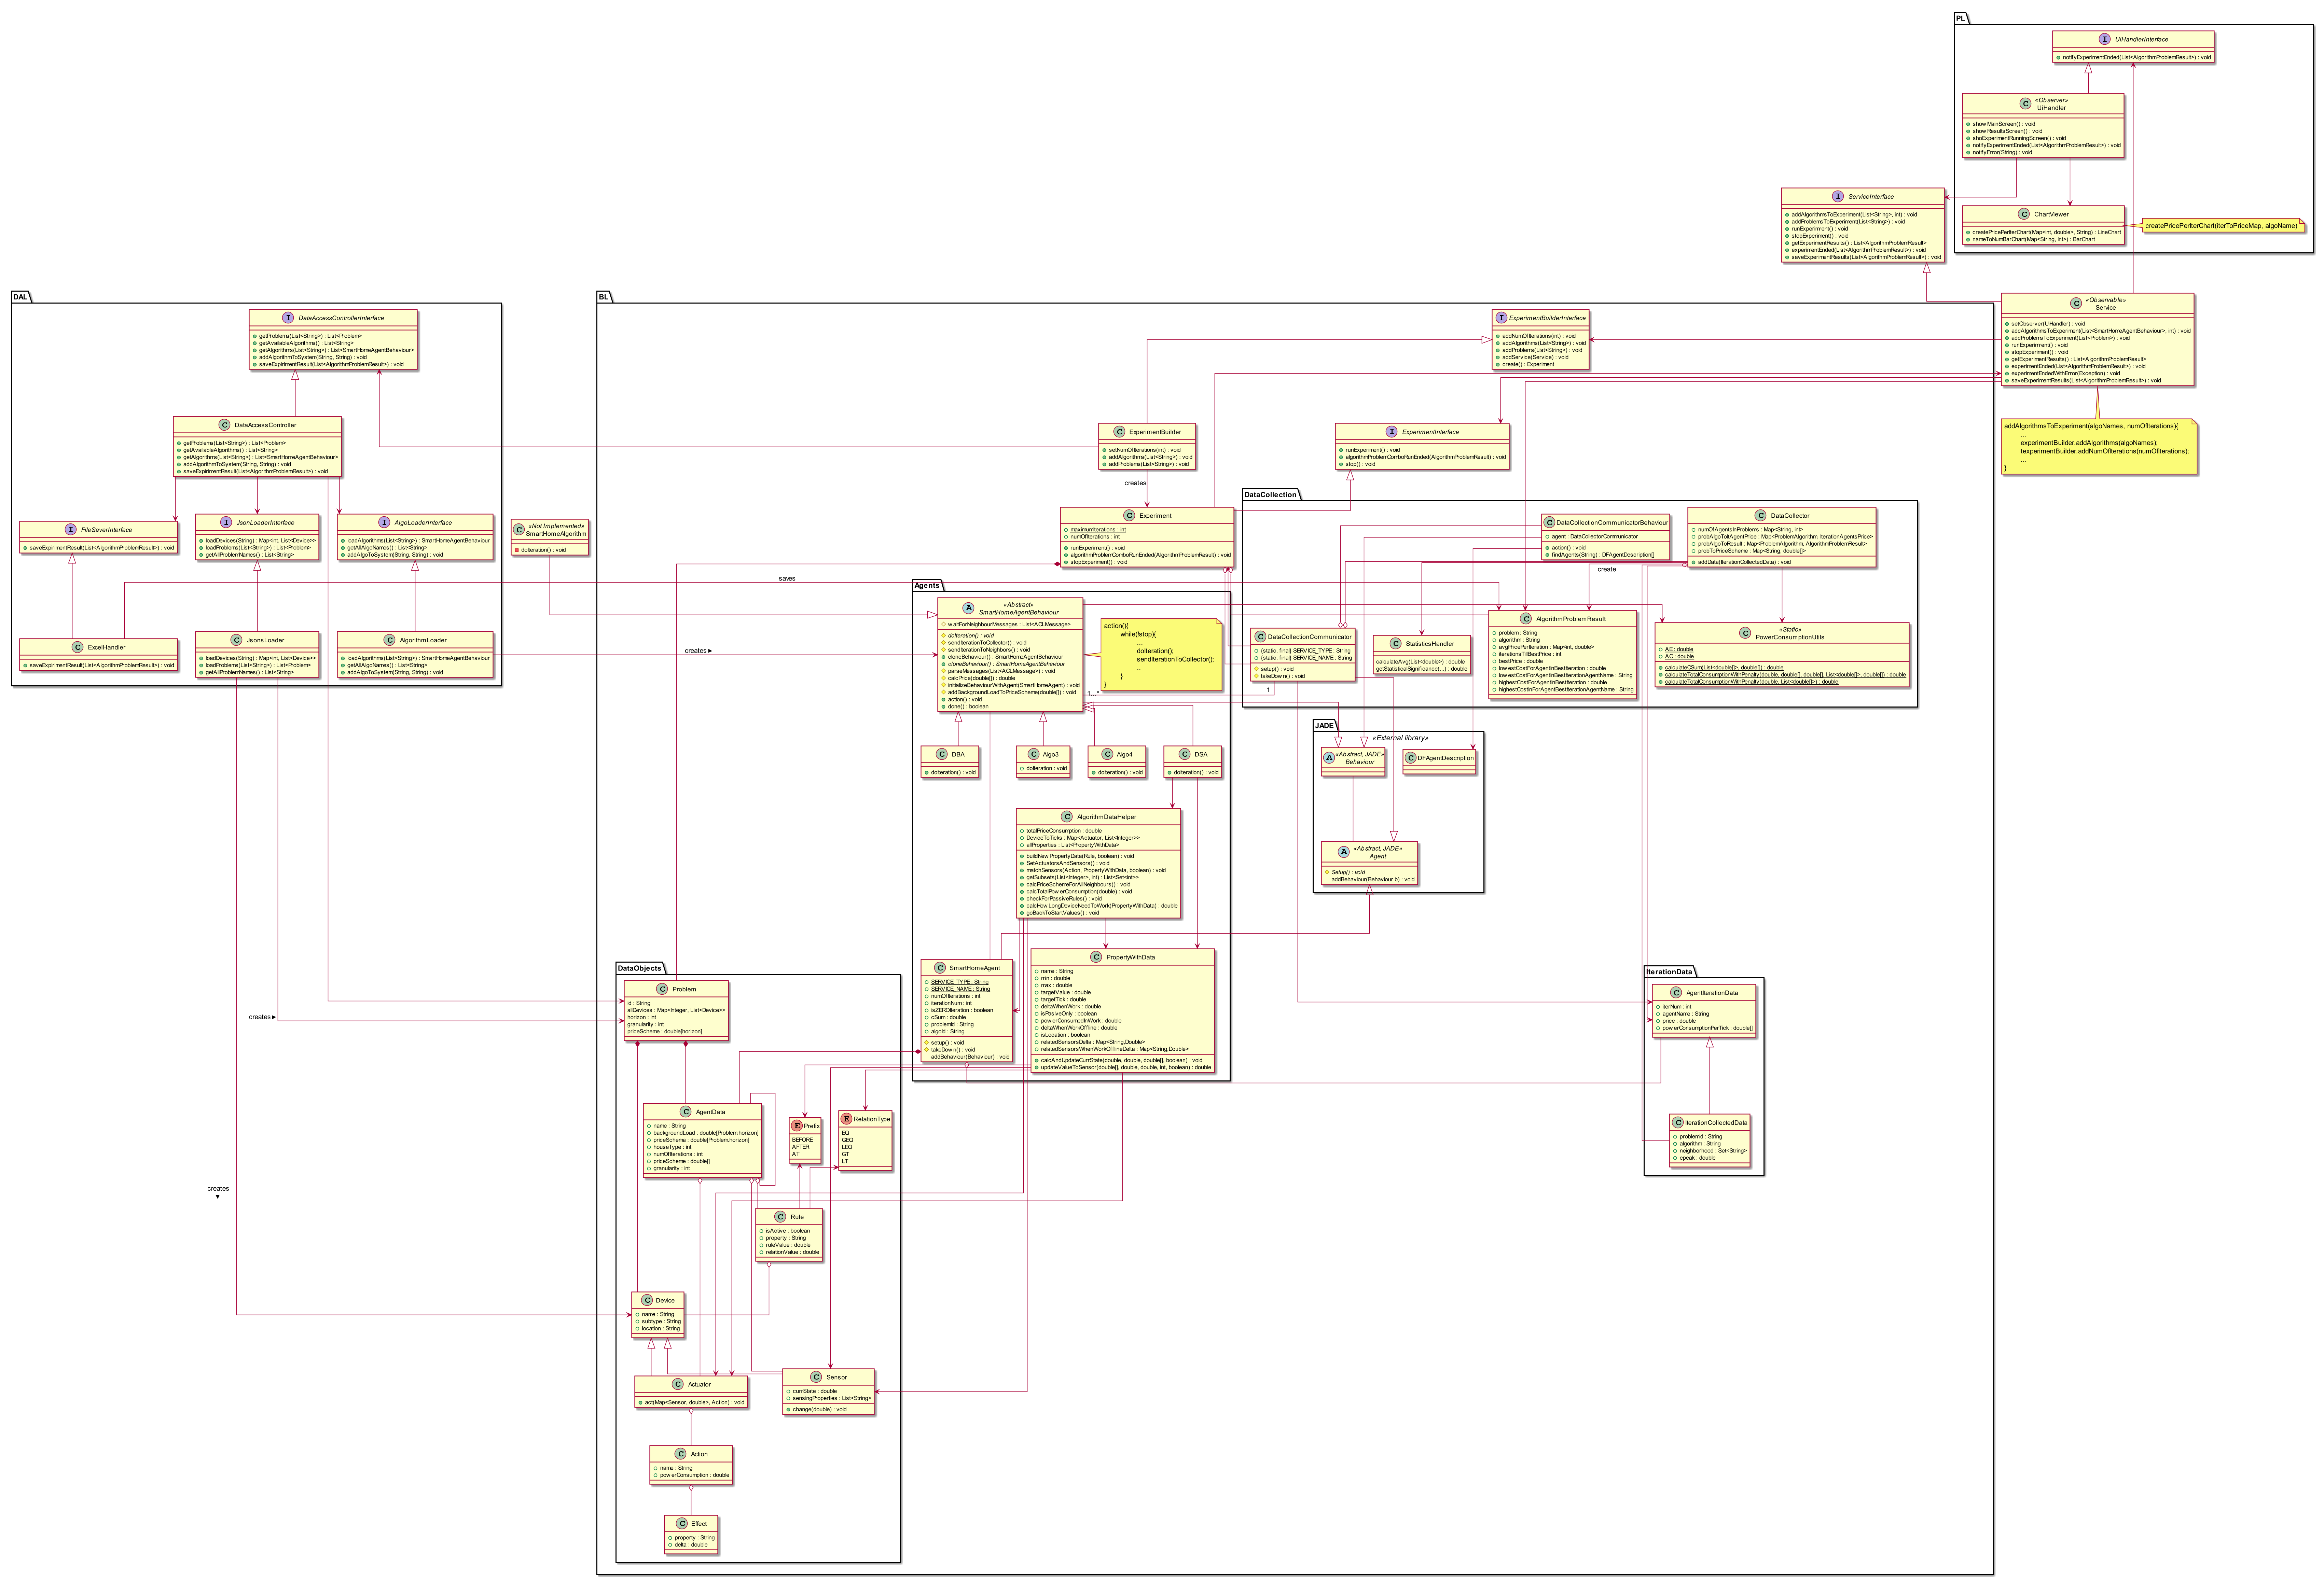 PL
I UiHandlerInterface
notifyExperimentEnded(List<AlgorithmProblemResult>) : void
«Observer»
C UiHandler
showMainScreen() : void
showResultsScreen() : void
shoExperimentRunningScreen() : void
notifyExperimentEnded(List<AlgorithmProblemResult>) : void
notifyError(String) : void
C ChartViewer
createPricePerIterChart(Map<int, double>, String) : LineChart
nameToNumBarChart(Map<String, int>) : BarChart
createPricePerIterChart(iterToPriceMap, algoName)
I ServiceInterface
addAlgorithmsToExperiment(List<String>, int) : void
addProblemsToExperiment(List<String>) : void
runExperimrent() : void
stopExperiment() : void
getExperimentResults() : List<AlgorithmProblemResult>
experimentEnded(List<AlgorithmProblemResult>) : void
saveExperimentResults(List<AlgorithmProblemResult>) : void
«Observable»
C Service
setObserver(UiHandler) : void
addAlgorithmsToExperiment(List<SmartHomeAgentBehaviour>, int) : void
addProblemsToExperiment(List<Problem>) : void
runExperimrent() : void
stopExperiment() : void
getExperimentResults() : List<AlgorithmProblemResult>
experimentEnded(List<AlgorithmProblemResult>) : void
experimentEndedWithError(Exception) : void
saveExperimentResults(List<AlgorithmProblemResult>) : void
addAlgorithmsToExperiment(algoNames, numOfIterations){
...
experimentBuilder.addAlgorithms(algoNames);
texperimentBuilder.addNumOfIterations(numOfIterations);
...
}
DAL
I DataAccessControllerInterface
getProblems(List<String>) : List<Problem>
getAvailableAlgorithms() : List<String>
getAlgorithms(List<String>) : List<SmartHomeAgentBehaviour>
addAlgorithmToSystem(String, String) : void
saveExpirimentResult(List<AlgorithmProblemResult>) : void
C DataAccessController
getProblems(List<String>) : List<Problem>
getAvailableAlgorithms() : List<String>
getAlgorithms(List<String>) : List<SmartHomeAgentBehaviour>
addAlgorithmToSystem(String, String) : void
saveExpirimentResult(List<AlgorithmProblemResult>) : void
I FileSaverInterface
saveExpirimentResult(List<AlgorithmProblemResult>) : void
I JsonLoaderInterface
loadDevices(String) : Map<int, List<Device>>
loadProblems(List<String>) : List<Problem>
getAllProblemNames() : List<String>
I AlgoLoaderInterface
loadAlgorithms(List<String>) : SmartHomeAgentBehaviour
getAllAlgoNames() : List<String>
addAlgoToSystem(String, String) : void
C ExcelHandler
saveExpirimentResult(List<AlgorithmProblemResult>) : void
C JsonsLoader
loadDevices(String) : Map<int, List<Device>>
loadProblems(List<String>) : List<Problem>
getAllProblemNames() : List<String>
C AlgorithmLoader
loadAlgorithms(List<String>) : SmartHomeAgentBehaviour
getAllAlgoNames() : List<String>
addAlgoToSystem(String, String) : void
«Not Implemented»
C SmartHomeAlgorithm
doIteration() : void
BL
I ExperimentBuilderInterface
addNumOfIterations(int) : void
addAlgorithms(List<String>) : void
addProblems(List<String>) : void
addService(Service) : void
create() : Experiment
C ExperimentBuilder
setNumOfIterations(int) : void
addAlgorithms(List<String>) : void
addProblems(List<String>) : void
creates
I ExperimentInterface
runExperiment() : void
algorithmProblemComboRunEnded(AlgorithmProblemResult) : void
stop() : void
C Experiment
maximumIterations : int
numOfIterations : int
runExperiment() : void
algorithmProblemComboRunEnded(AlgorithmProblemResult) : void
stopExperiment() : void
DataCollection
C DataCollectionCommunicatorBehaviour
agent : DataCollectorCommunicator
action() : void
findAgents(String) : DFAgentDescription[]
C DataCollector
numOfAgentsInProblems : Map<String, int>
probAlgoToItAgentPrice : Map<ProblemAlgorithm, IterationAgentsPrice>
probAlgoToResult : Map<ProblemAlgorithm, AlgorithmProblemResult>
probToPriceScheme : Map<String, double[]>
addData(IterationCollectedData) : void
create
C DataCollectionCommunicator
{static, final} SERVICE_TYPE : String
{static, final} SERVICE_NAME : String
setup() : void
takeDown() : void
C StatisticsHandler
calculateAvg(List<double>) : double
getStatisticalSignificance(...) : double
C AlgorithmProblemResult
problem : String
algorithm : String
avgPricePerIteration : Map<int, double>
iterationsTillBestPrice : int
bestPrice : double
lowestCostForAgentInBestIteration : double
lowestCostForAgentInBestIterationAgentName : String
highestCostForAgentInBestIteration : double
highestCostInForAgentBestIterationAgentName : String
«Static»
C PowerConsumptionUtils
AE : double
AC : double
calculateCSum(List<double[]>, double[]) : double
calculateTotalConsumptionWithPenalty(double, double[], double[], List<double[]>, double[]) : double
calculateTotalConsumptionWithPenalty(double, List<double[]>) : double
saves
creates
Agents
«Abstract»
A SmartHomeAgentBehaviour
waitForNeighbourMessages : List<ACLMessage>
doIteration() : void
sendIterationToCollector() : void
sendIterationToNeighbors() : void
cloneBehaviour() : SmartHomeAgentBehaviour
cloneBehaviour() : SmartHomeAgentBehaviour
parseMessages(List<ACLMessage>) : void
calcPrice(double[]) : double
initializeBehaviourWithAgent(SmartHomeAgent) : void
addBackgroundLoadToPriceScheme(double[]) : void
action() : void
done() : boolean
action(){
while(!stop){
...
doIteration();
sendIterationToCollector();
..
}
}
1...*
1
C DBA
doIteration() : void
C Algo3
doIteration : void
C Algo4
doIteration() : void
C DSA
doIteration() : void
JADE
«External library»
«Abstract, JADE»
A Behaviour
C DFAgentDescription
«Abstract, JADE»
A Agent
Setup() : void
addBehaviour(Behaviour b) : void
C AlgorithmDataHelper
totalPriceConsumption : double
DeviceToTicks : Map<Actuator, List<Integer>>
allProperties : List<PropertyWithData>
buildNewPropertyData(Rule, boolean) : void
SetActuatorsAndSensors() : void
matchSensors(Action, PropertyWithData, boolean) : void
getSubsets(List<Integer>, int) : List<Set<int>>
calcPriceSchemeForAllNeighbours() : void
calcTotalPowerConsumption(double) : void
checkForPassiveRules() : void
calcHowLongDeviceNeedToWork(PropertyWithData) : double
goBackToStartValues() : void
C SmartHomeAgent
SERVICE_TYPE : String
SERVICE_NAME : String
numOfIterations : int
iterationNum : int
isZEROIteration : boolean
cSum : double
problemId : String
algoId : String
setup() : void
takeDown() : void
addBehaviour(Behaviour) : void
C PropertyWithData
name : String
min : double
max : double
targetValue : double
targetTick : double
deltaWhenWork : double
isPasiveOnly : boolean
powerConsumedInWork : double
deltaWhenWorkOffline : double
isLocation : boolean
relatedSensorsDelta : Map<String,Double>
relatedSensorsWhenWorkOfflineDelta : Map<String,Double>
calcAndUpdateCurrState(double, double, double[], boolean) : void
updateValueToSensor(double[], double, double, int, boolean) : double
IterationData
C AgentIterationData
iterNum : int
agentName : String
price : double
powerConsumptionPerTick : double[]
C IterationCollectedData
problemId : String
algorithm : String
neighborhood : Set<String>
epeak : double
DataObjects
C Problem
id : String
allDevices : Map<Integer, List<Device>>
horizon : int
granularity : int
priceScheme : double[horizon]
creates
C AgentData
name : String
backgroundLoad : double[Problem.horizon]
priceScheme : double[Problem.horizon]
houseType : int
numOfIterations : int
priceScheme : double[]
granularity : int
E Prefix
BEFORE
AFTER
AT
E RelationType
EQ
GEQ
LEQ
GT
LT
creates
C Rule
isActive : boolean
property : String
ruleValue : double
relationValue : double
C Device
name : String
subtype : String
location : String
C Actuator
act(Map<Sensor, double>, Action) : void
C Sensor
currState : double
sensingProperties : List<String>
change(double) : void
C Action
name : String
powerConsumption : double
C Effect
property : String
delta : double